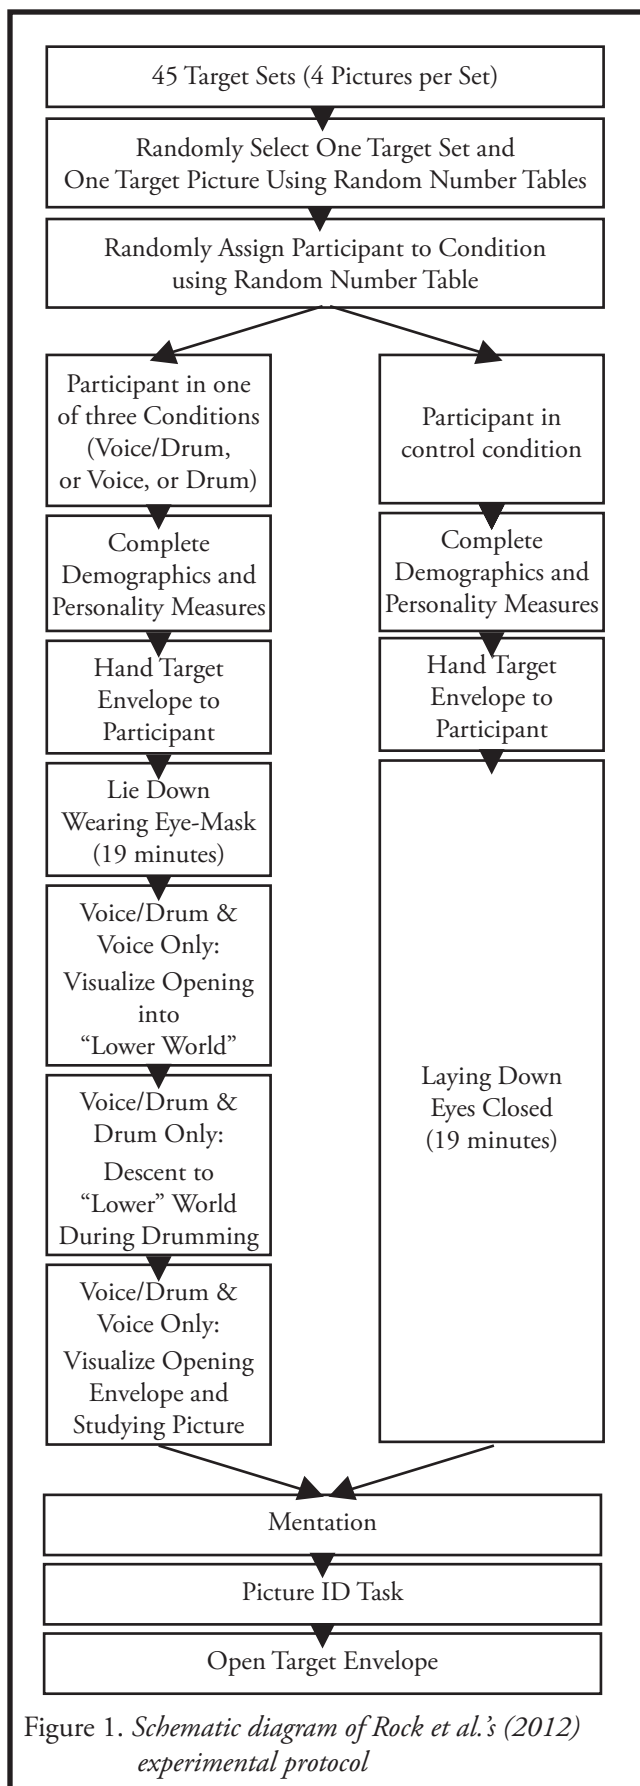 45 Target Sets (4 Pictures per Set)
Randomly Select One Target Set and
One Target Picture Using Random Number Tables
Randomly Assign Participant to Condition
using Random Number Table
Participant in one
of three Conditions
(Voice/Drum,
or Voice, or Drum)
Complete
Demographics and
Personality Measures
Hand Target
Envelope to
Participant
Lie Down
Wearing Eye-Mask
(19 minutes)
Voice/Drum &
Voice Only:
Visualize Opening
into
“Lower World”
Voice/Drum &
Drum Only:
Descent to
“Lower” World
During Drumming
Voice/Drum &
Voice Only:
Visualize Opening
Envelope and
Studying Picture
Participant in
control condition
Complete
Demographics and
Personality Measures
Hand Target
Envelope to
Participant
Laying Down
Eyes Closed
(19 minutes)
Mentation
Picture ID Task
Open Target Envelope
Figure 1. Schematic diagram of Rock et al.’s (2012)
experimental protocol